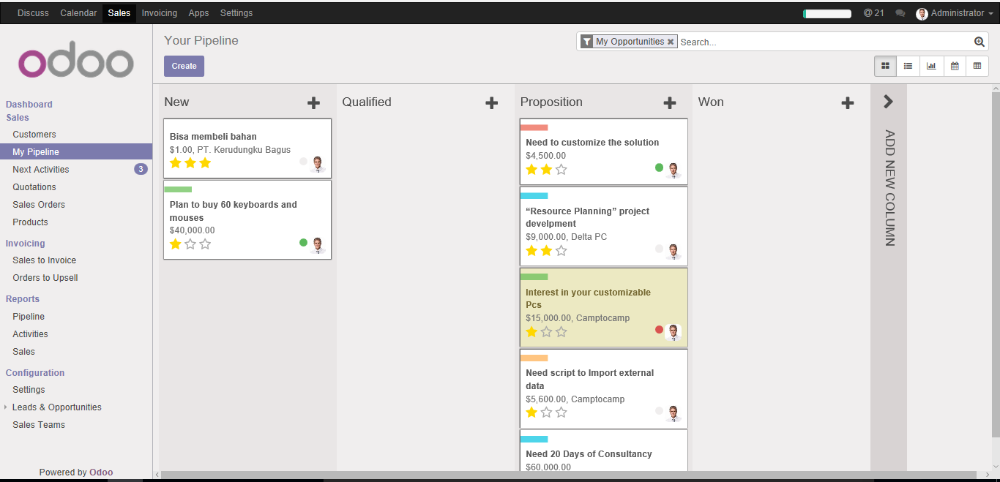 Discuss Calendar Sales Invoicing Apps Settings @ 21 Administrator
odoo
Your Pipeline
My Opportunities Search...
Create
Dashboard
Sales
Customers
My Pipeline
Next Activities 3
Quotations
Sales Orders
Products
Invoicing
Sales to Invoice
Orders to Upsell
Reports
Pipeline
Activities
Sales
Configuration
Settings
Leads & Opportunities
Sales Teams
Powered by Odoo
New
Bisa membeli bahan
$1.00, PT. Kerudungku Bagus
Plan to buy 60 keyboards and
mouses
$40,000.00
Qualified
Proposition
Need to customize the solution
$4,500.00
“Resource Planning” project
develpment
$9,000.00, Delta PC
Interest in your customizable
Pcs
$15,000.00, Camptocamp
Need script to Import external
data
$5,600.00, Camptocamp
Need 20 Days of Consultancy
$60,000.00
Won
ADD NEW COLUMN